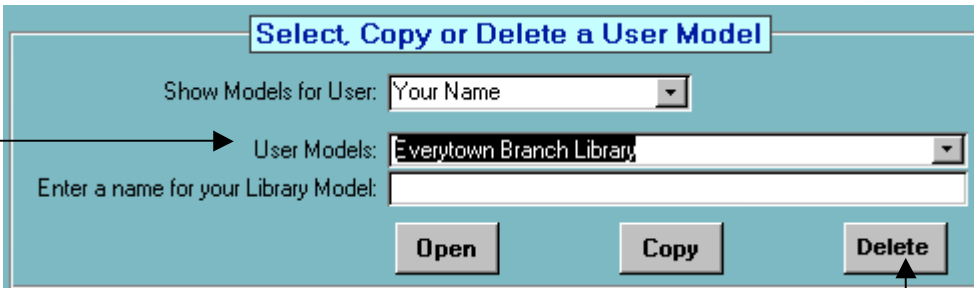 Select, Copy or Delete a User Model
Show Models for User: Your Name
User Models: Everytown Branch Library
Enter a name for your Library Model:
Open Copy Delete